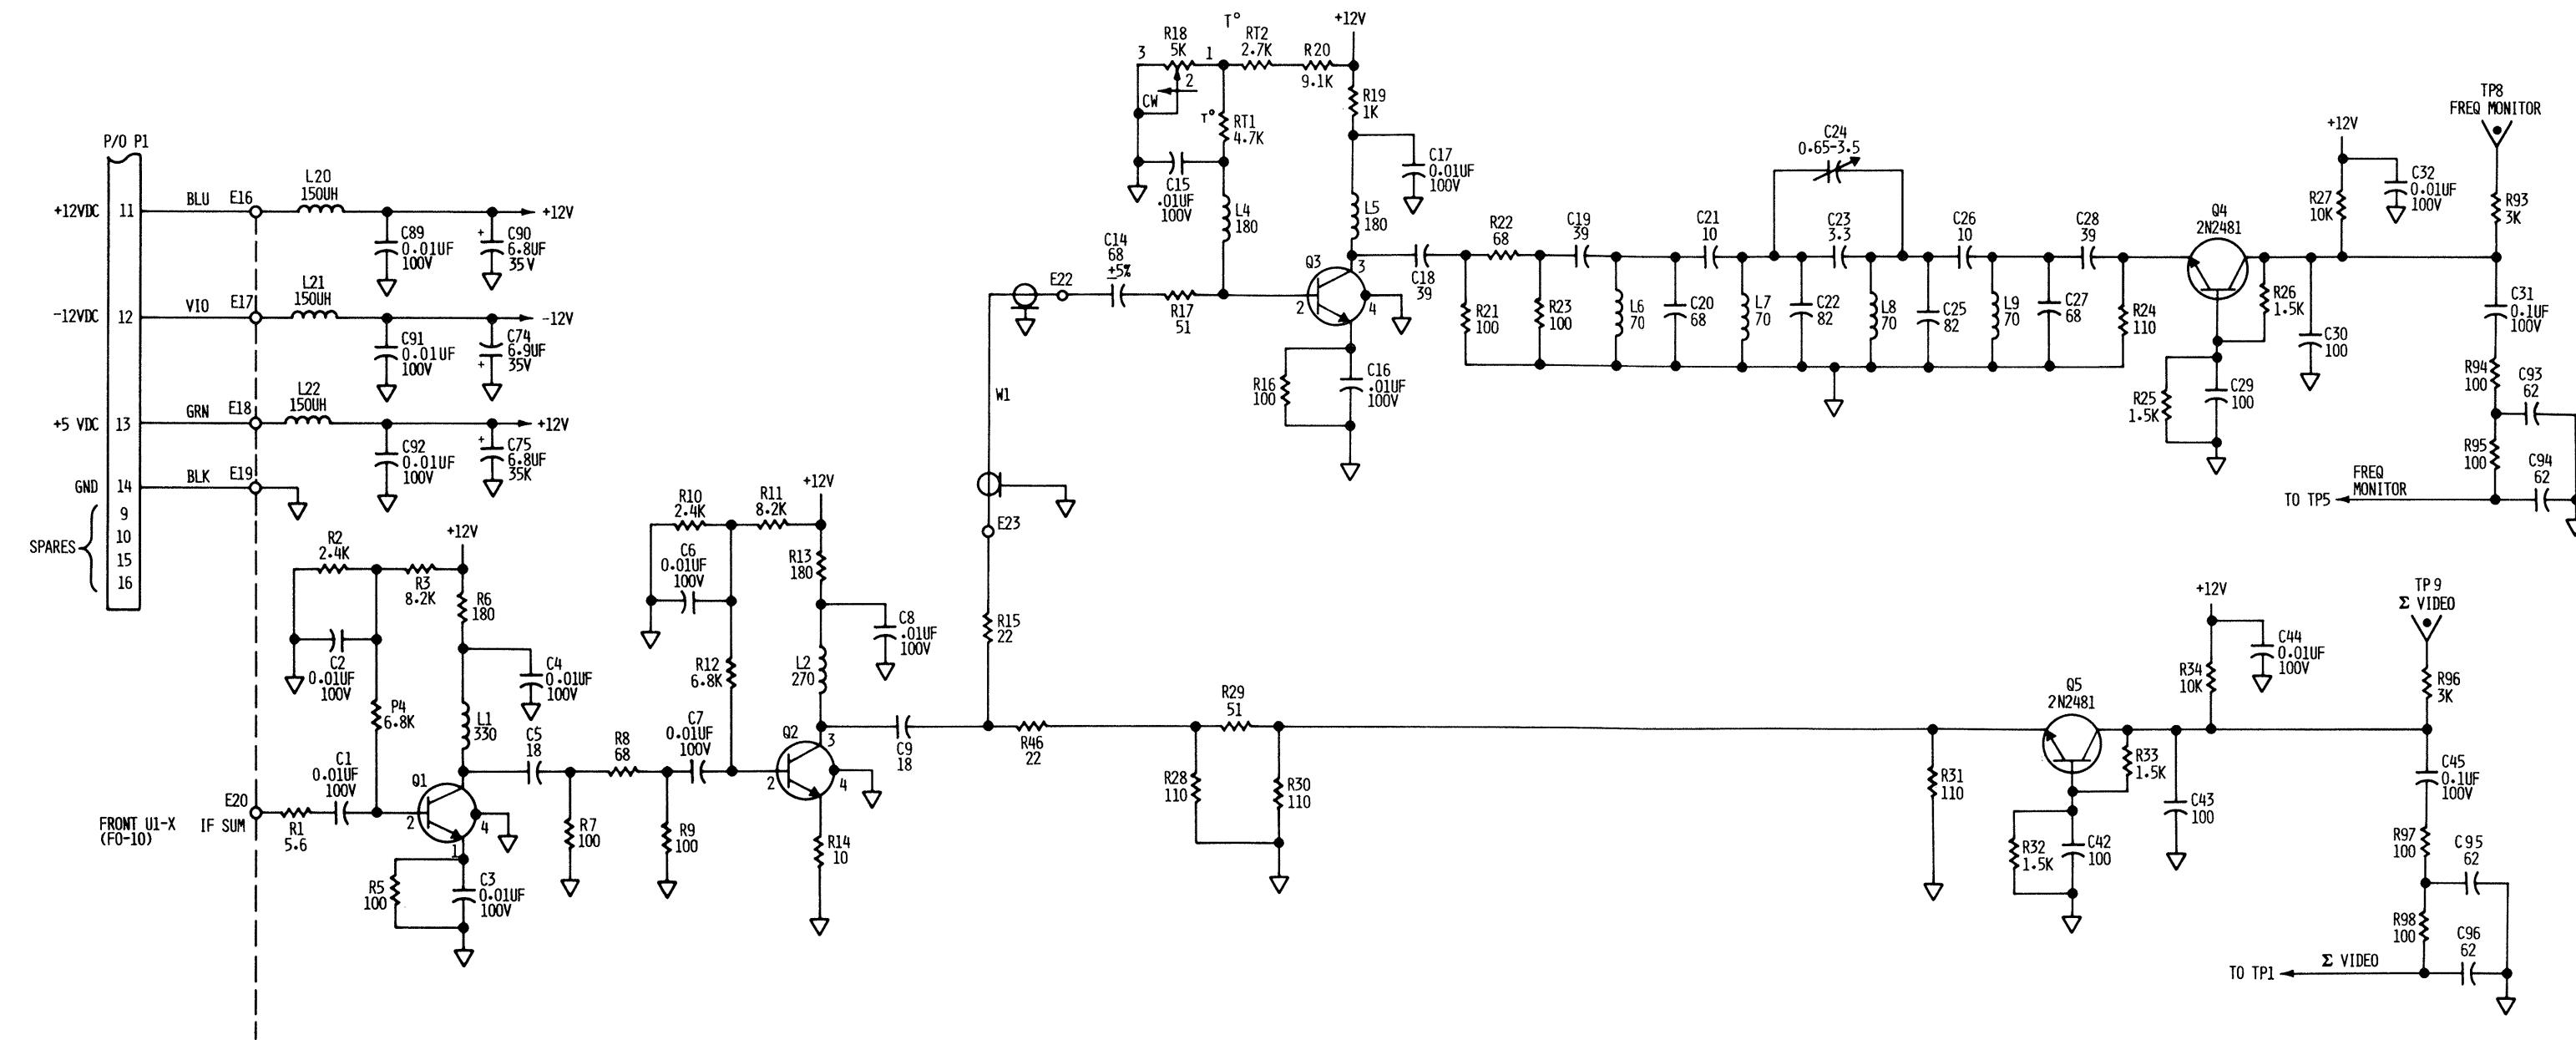 P/O P1
+12VDC
11
BLU
E16
L20
150UH
+12V
C89
0.01UF
100V
+
C90
6.8UF
35V
-12VDC
12
VIO
E17
L21
150UH
-12V
C91
0.01UF
100V
C74
6.9UF
35V
+
+5 VDC
13
GRN
E18
L22
150UH
+12V
C92
0.01UF
100V
+
C75
6.8UF
35K
GND
14
BLK
E19
SPARES
9
10
15
16
R2
2.4K
R3
8.2K
+12V
R6
180
C2
0.01UF
100V
C4
0.01UF
100V
P4
6.8K
L1
330
C1
0.01UF
100V
Q1
2
4
1
E20
FRONT U1-X
(FO-10)
IF SUM
R1
5.6
R5
100
C3
0.01UF
100V
C5
18
R7
100
R8
68
R9
100
C7
0.01UF
100V
R10
2.4K
R11
8.2K
+12V
C6
0.01UF
100V
R13
180
C8
.01UF
100V
R12
6.8K
L2
270
Q2
2
3
4
R14
10
C9
18
R15
22
E23
W1
R46
22
R28
110
R29
51
R30
110
E22
C14
68
+5%
R17
51
3
R18
5K
1
2
CW
T°
RT2
2.7K
R20
9.1K
+12V
T°
RT1
4.7K
R19
1K
C15
.01UF
100V
L4
180
L5
180
C17
0.01UF
100V
Q3
2
3
4
R16
100
C16
.01UF
100V
C18
39
R21
100
R22
68
R23
100
C19
39
L6
70
C20
68
C21
10
L7
70
C22
82
C24
0.65-3.5
C23
3.3
L8
70
C25
82
C26
10
L9
70
C27
68
C28
39
R24
110
Q4
2N2481
R26
1.5K
R25
1.5K
C29
100
C30
100
+12V
R27
10K
C32
0.01UF
100V
TP8
FREQ MONITOR
R93
3K
C31
0.1UF
100V
R94
100
C93
62
R95
100
C94
62
TO TP5
FREQ
MONITOR
R31
110
Q5
2N2481
R33
1.5K
R32
1.5K
C42
100
C43
100
+12V
R34
10K
C44
0.01UF
100V
TP9
Σ VIDEO
R96
3K
C45
0.1UF
100V
R97
100
C95
62
R98
100
C96
62
TO TP1
Σ VIDEO